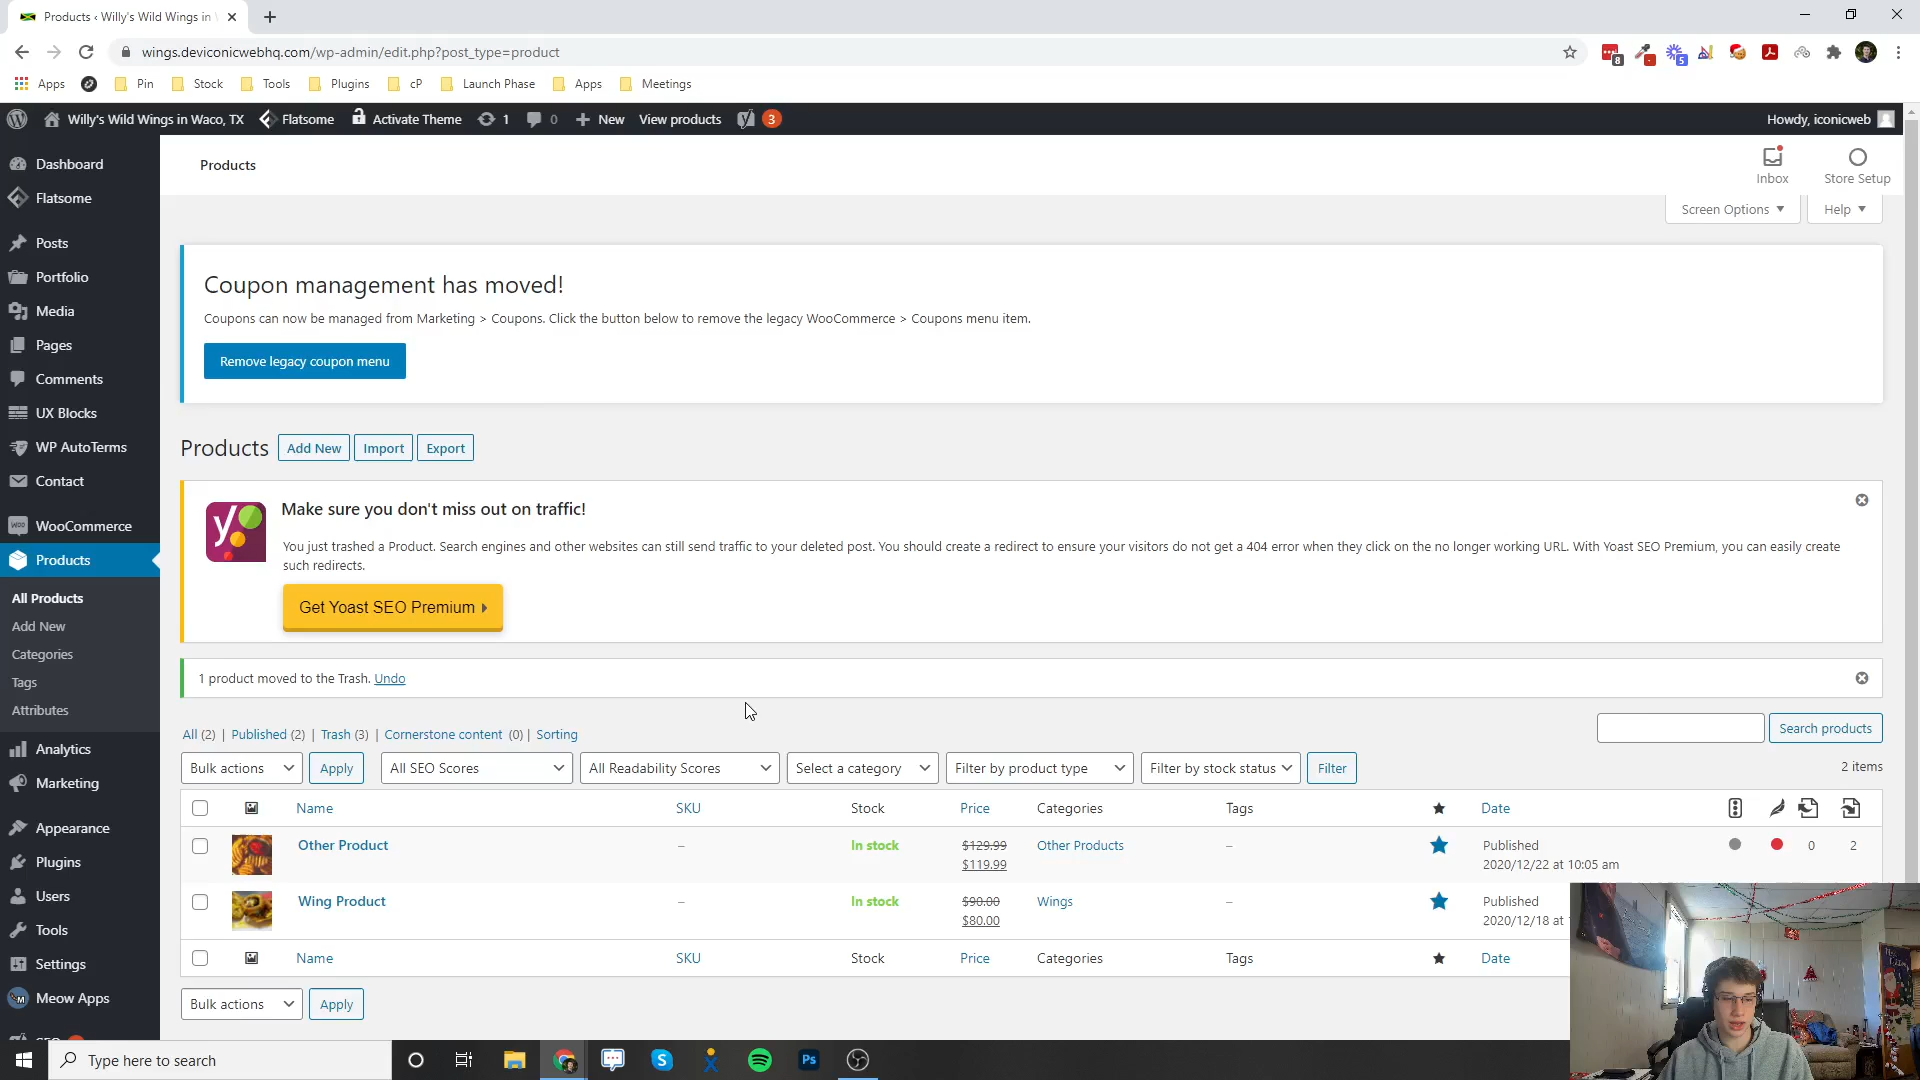 Products ‹ Willy's Wild Wings in
wings.deviconicwebhq.com/wp-admin/edit.php?post_type=product
8
5
Apps
Pin
Stock
Tools
Plugins
cP
Launch Phase
Apps
Meetings
Willy's Wild Wings in Waco, TX
Flatsome
Activate Theme
1
0
New
View products
3
Howdy, iconicweb
Dashboard
Flatsome
Posts
Portfolio
Media
Pages
Comments
UX Blocks
WP AutoTerms
Contact
WooCommerce
Products
All Products
Add New
Categories
Tags
Attributes
Analytics
Marketing
Appearance
Plugins
Users
Tools
Settings
Meow Apps
Products
Inbox
Store Setup
Screen Options
Help
Coupon management has moved!
Coupons can now be managed from Marketing > Coupons. Click the button below to remove the legacy WooCommerce > Coupons menu item.
Remove legacy coupon menu
Products
Add New
Import
Export
Make sure you don't miss out on traffic!
You just trashed a Product. Search engines and other websites can still send traffic to your deleted post. You should create a redirect to ensure your visitors do not get a 404 error when they click on the no longer working URL. With Yoast SEO Premium, you can easily create
such redirects.
Get Yoast SEO Premium
1 product moved to the Trash. Undo
All (2) | Published (2) | Trash (3) | Cornerstone content (0) | Sorting
Search products
Bulk actions
Apply
All SEO Scores
All Readability Scores
Select a category
Filter by product type
Filter by stock status
Filter
2 items
Name
SKU
Stock
Price
Categories
Tags
Date
Other Product
–
In stock
$129.99
$119.99
Other Products
–
Published
2020/12/22 at 10:05 am
0
2
Wing Product
–
In stock
$90.00
$80.00
Wings
–
Published
2020/12/18 at
Name
SKU
Stock
Price
Categories
Tags
Date
Bulk actions
Apply
Type here to search
Ps